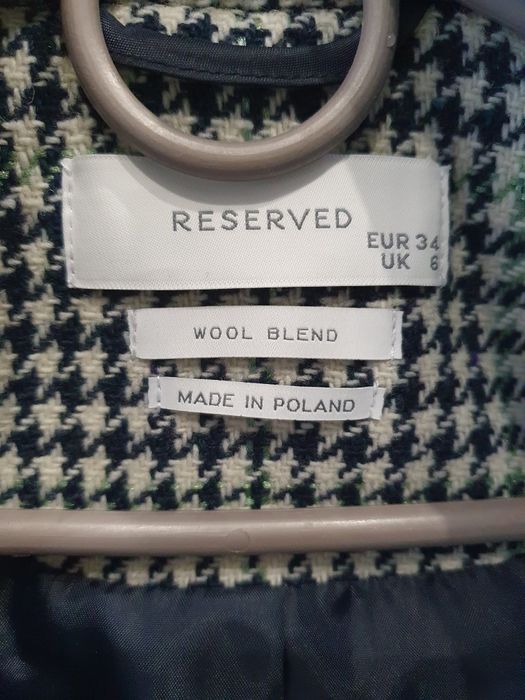 RESERVED
EUR 34
UK 6
WOOL BLEND
MADE IN POLAND